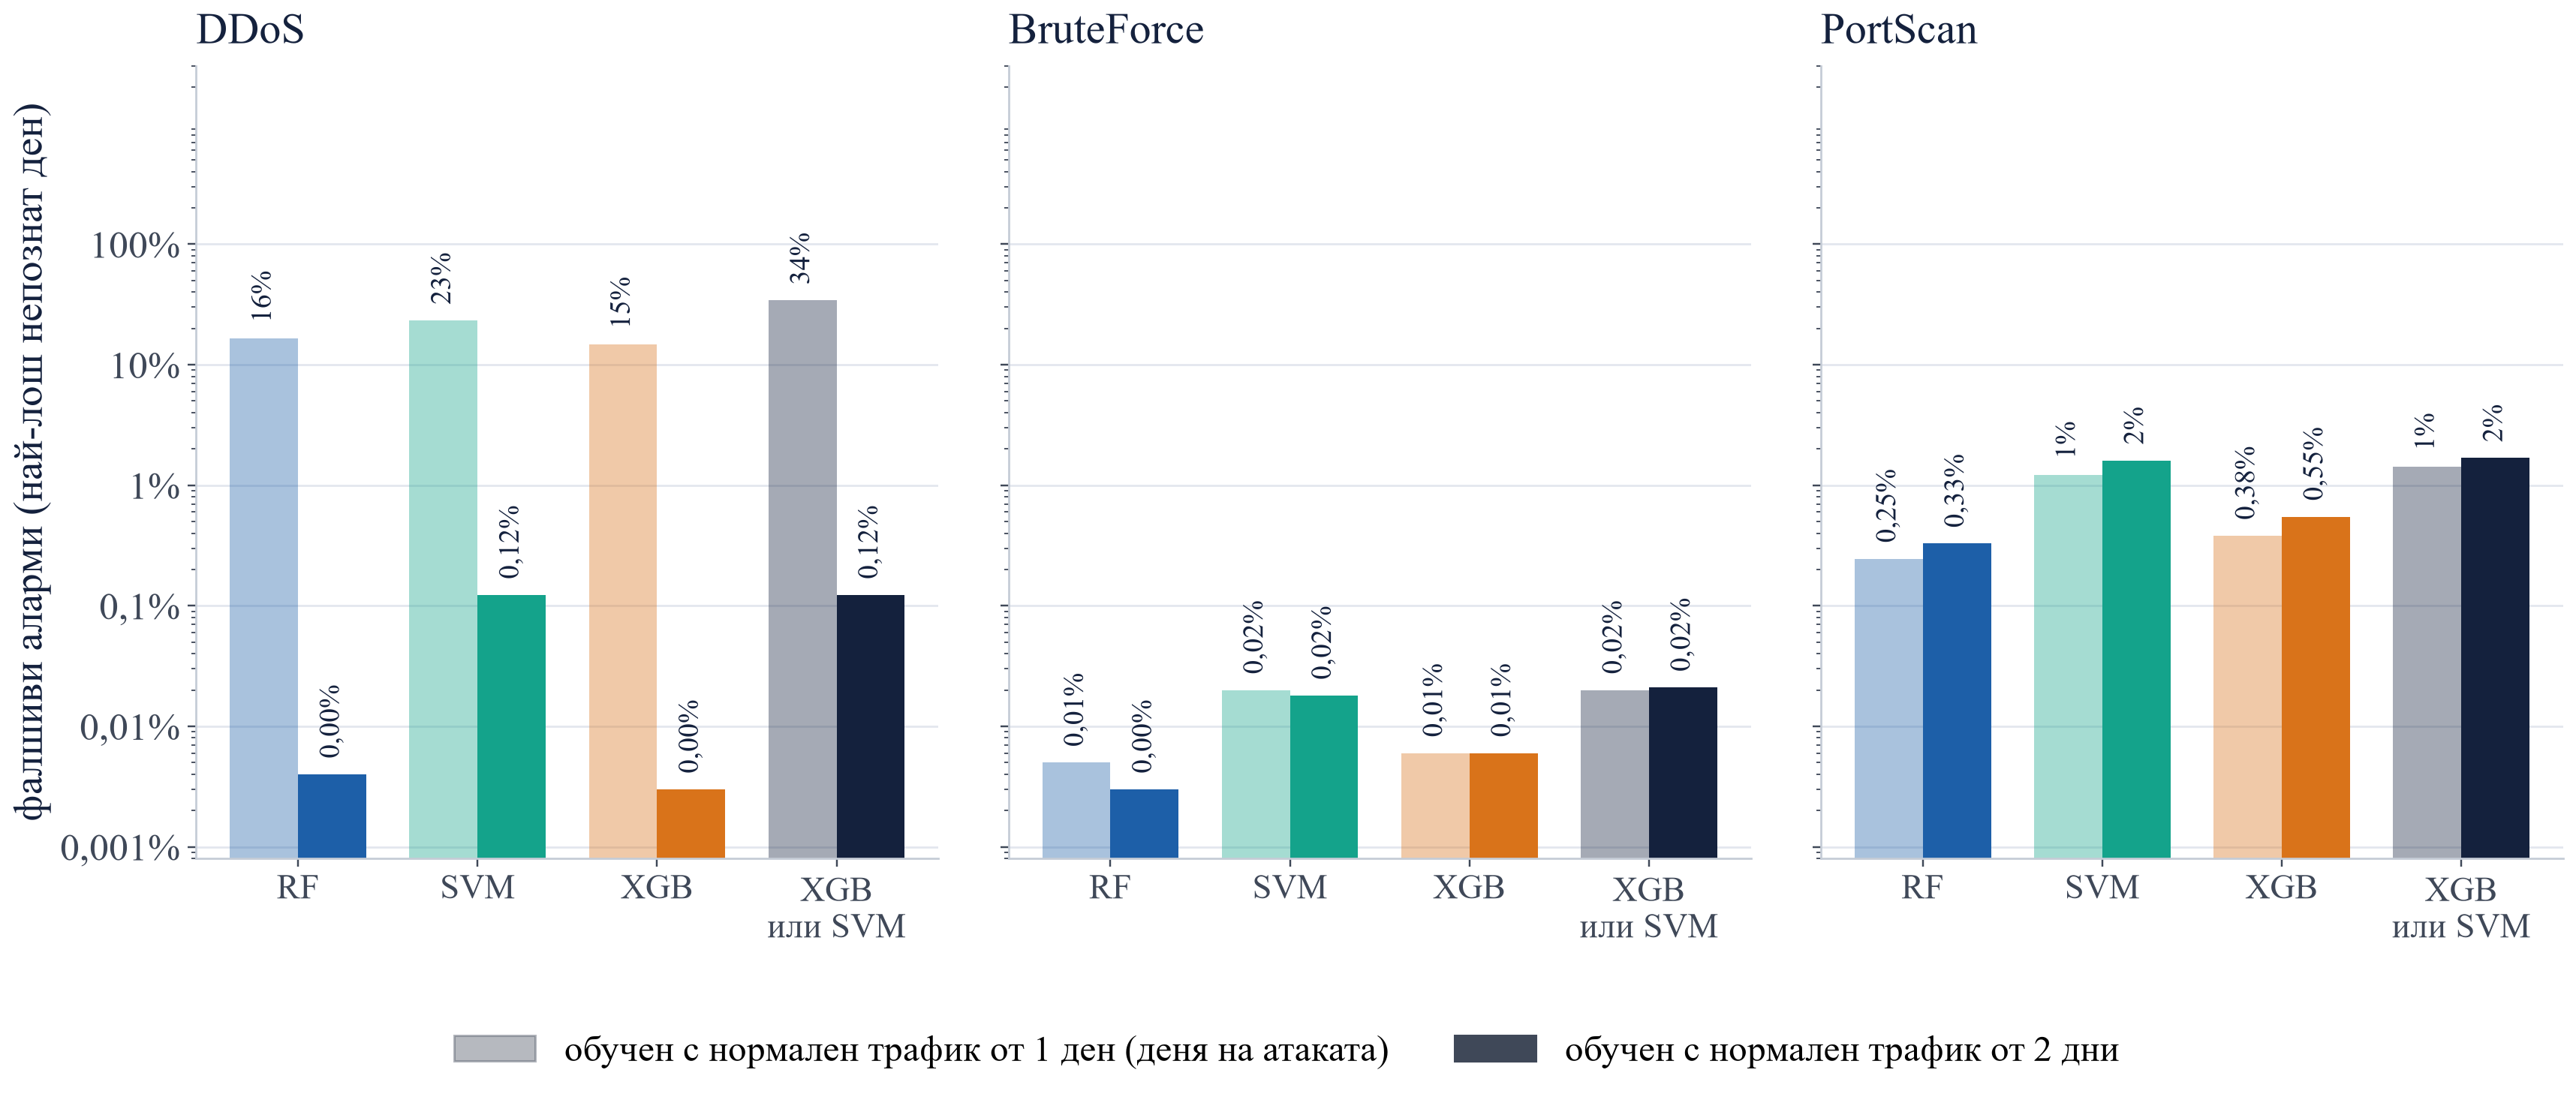 DDoS
BruteForce
PortScan
фалшиви аларми (най-лош непознат ден)
100%
10%
1%
0,1%
0,01%
0,001%
16%
0,00%
23%
0,12%
15%
0,00%
34%
0,12%
RF
SVM
XGB
XGB
или SVM
0,01%
0,00%
0,02%
0,02%
0,01%
0,01%
0,02%
0,02%
RF
SVM
XGB
XGB
или SVM
0,25%
0,33%
1%
2%
0,38%
0,55%
1%
2%
RF
SVM
XGB
XGB
или SVM
обучен с нормален трафик от 1 ден (деня на атаката)
обучен с нормален трафик от 2 дни